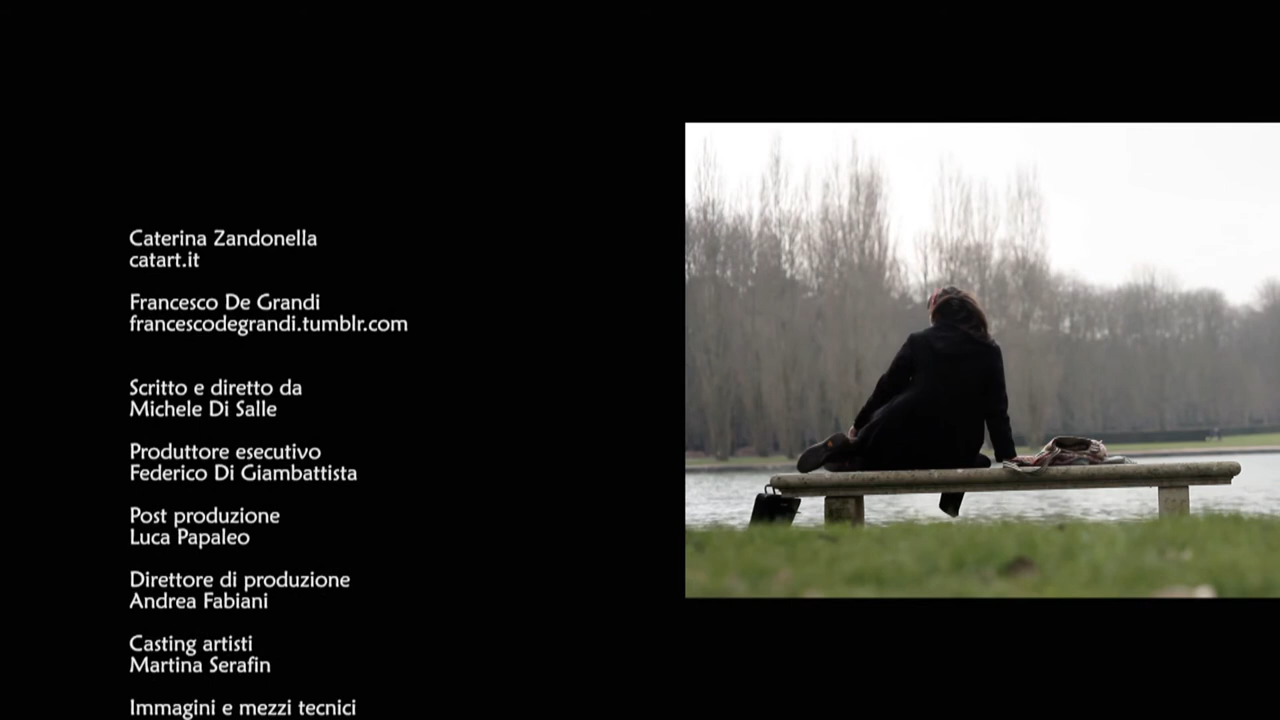 Caterina Zandonella
catart.it
Francesco De Grandi
francescodegrandi.tumblr.com
Scritto e diretto da
Michele Di Salle
Produttore esecutivo
Federico Di Giambattista
Post produzione
Luca Papaleo
Direttore di produzione
Andrea Fabiani
Casting artisti
Martina Serafin
Immagini e mezzi tecnici